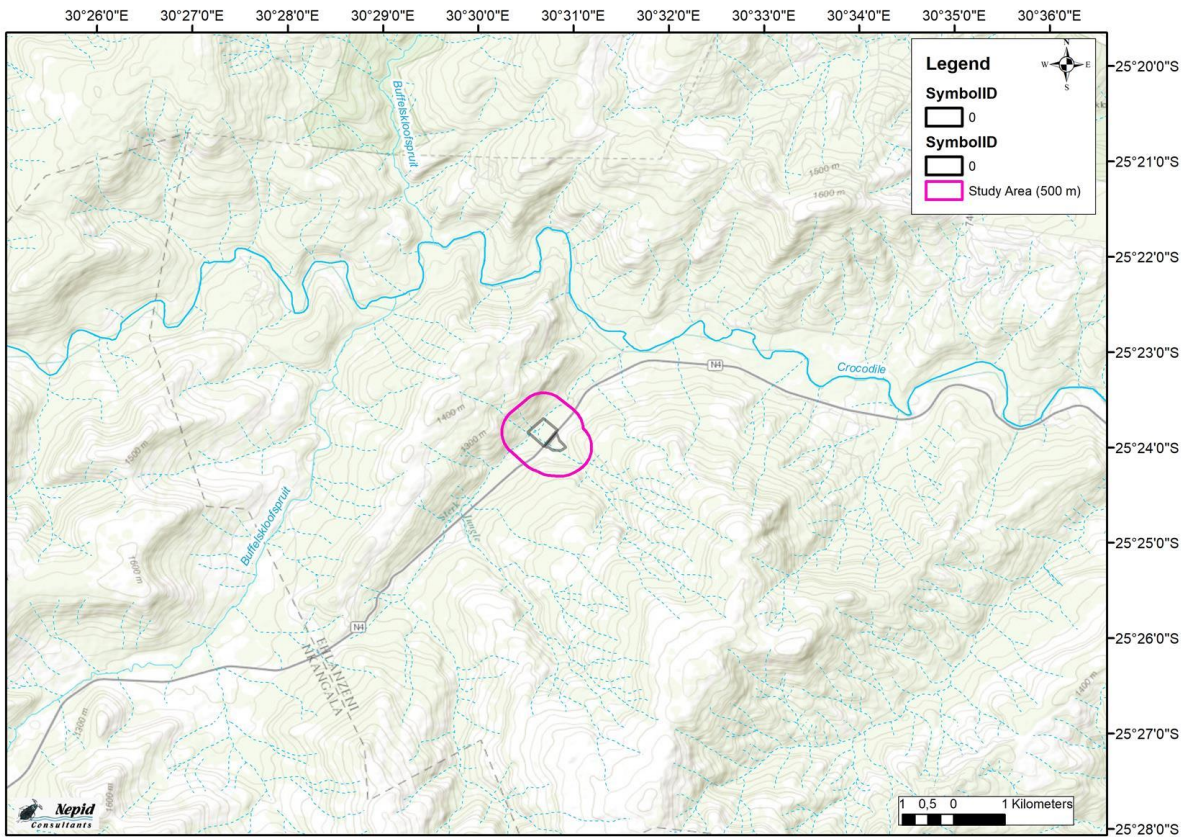 30°26'0"E 30°27'0"E 30°28'0"E 30°29'0"E 30°30'0"E 30°31'0"E 30°32'0"E 30°33'0"E 30°34'0"E 30°35'0"E 30°36'0"E
Legend
N
W E
S
SymbolID
0
SymbolID
0
Study Area (500 m)
25°20'0"S
25°21'0"S
25°22'0"S
25°23'0"S
25°24'0"S
25°25'0"S
25°26'0"S
25°27'0"S
25°28'0"S
Buffelskloofspruit
1500 m
1600 m
N4
Crocodile
1400 m
1300 m
1500 m
Buffelskloofspruit
1600 m
N4
EHLANZENI
NKANGALA
1300 m
1600 m
1400 m
Nepid
Consultants
1 0,5 0 1 Kilometers